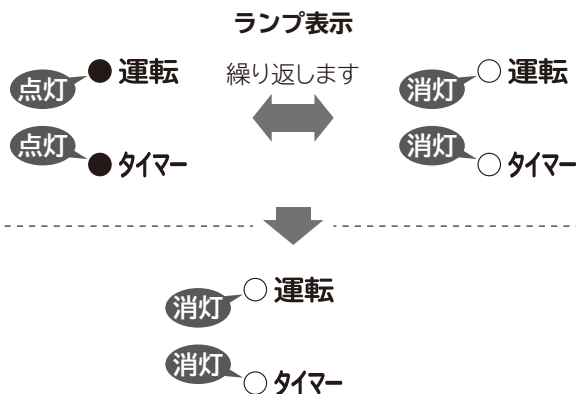 ランプ表示
点灯 ● 運転
繰り返します
消灯 ○ 運転
点灯 ● タイマー
消灯 ○ タイマー
消灯 ○ 運転
消灯 ○ タイマー